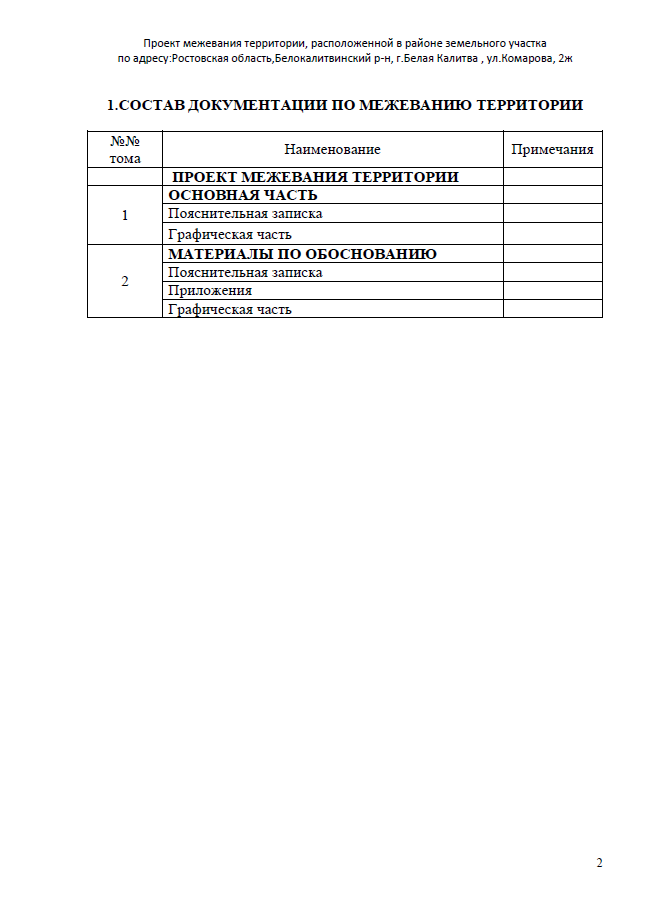 Проект межевания территории, расположенной в районе земельного участка
по адресу:Ростовская область,Белокалитвинский р-н, г.Белая Калитва , ул.Комарова, 2ж
1.СОСТАВ ДОКУМЕНТАЦИИ ПО МЕЖЕВАНИЮ ТЕРРИТОРИИ
№№
тома
Наименование
Примечания
ПРОЕКТ МЕЖЕВАНИЯ ТЕРРИТОРИИ
1
ОСНОВНАЯ ЧАСТЬ
Пояснительная записка
Графическая часть
2
МАТЕРИАЛЫ ПО ОБОСНОВАНИЮ
Пояснительная записка
Приложения
Графическая часть
2